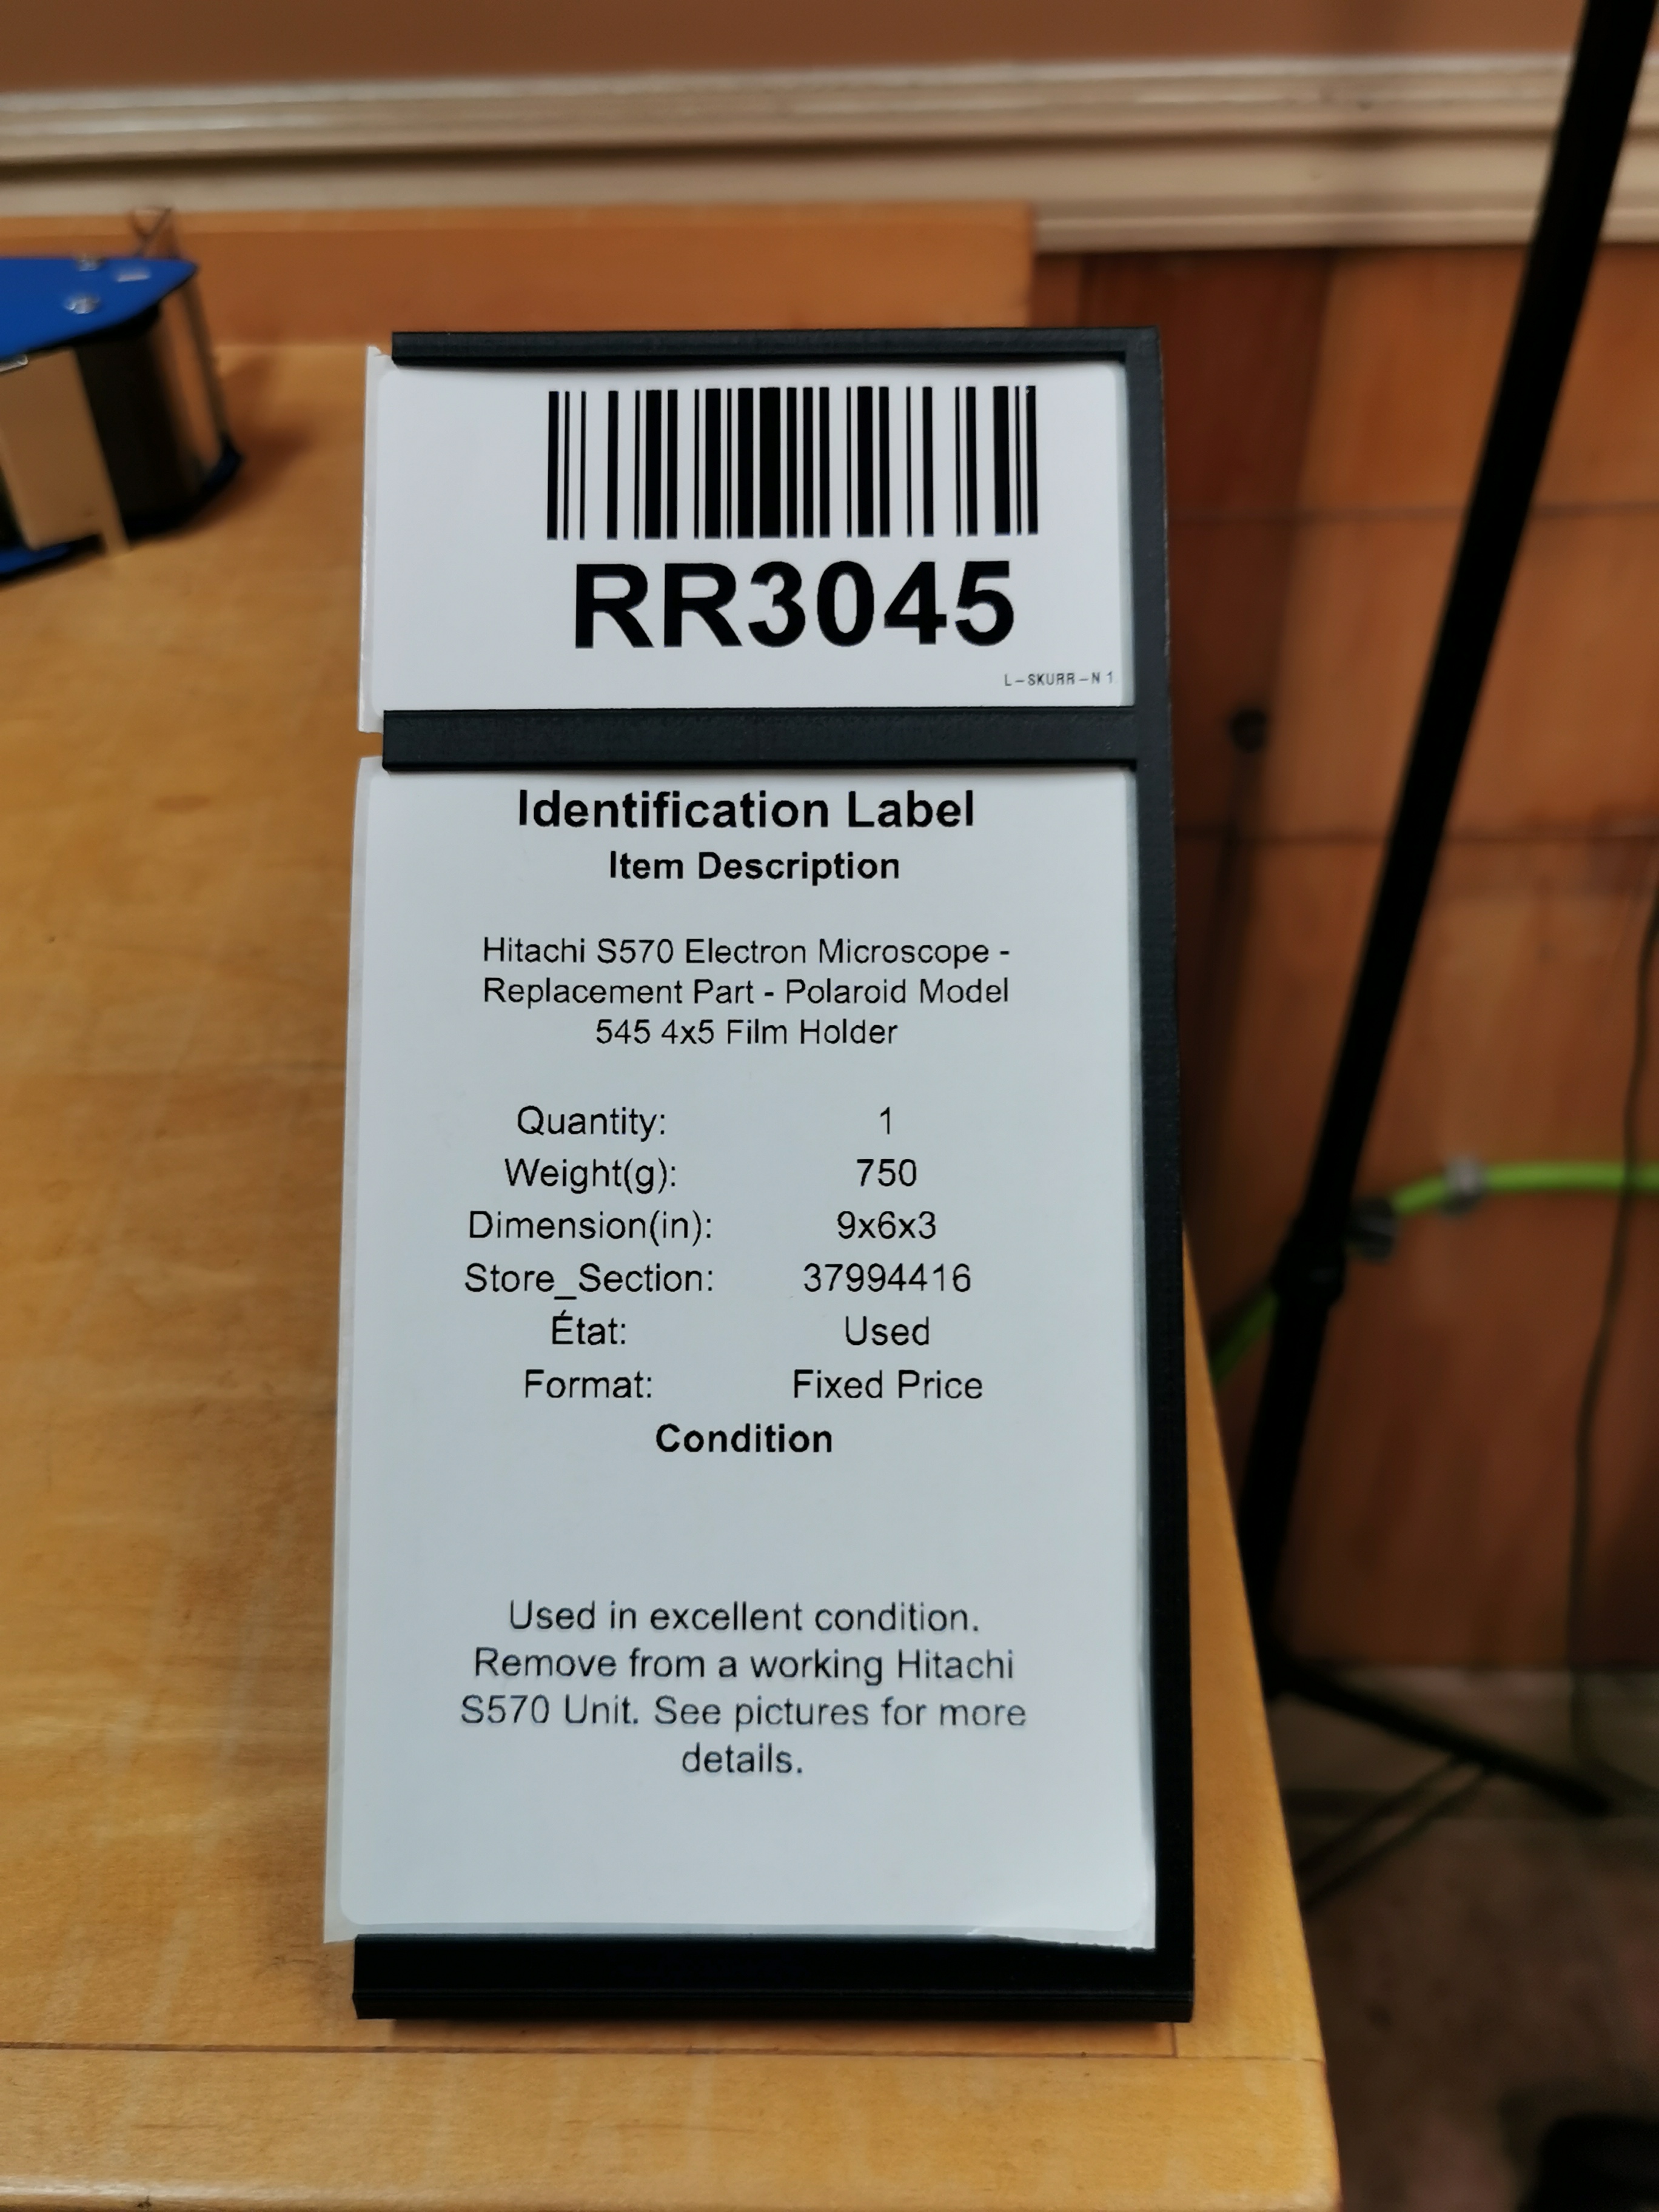 RR3045
L-SKURR-N 1
Identification Label
Item Description
Hitachi S570 Electron Microscope -
Replacement Part - Polaroid Model
545 4x5 Film Holder
Quantity: 1
Weight(g): 750
Dimension(in): 9x6x3
Store_Section: 37994416
État: Used
Format: Fixed Price
Condition
Used in excellent condition.
Remove from a working Hitachi
S570 Unit. See pictures for more
details.